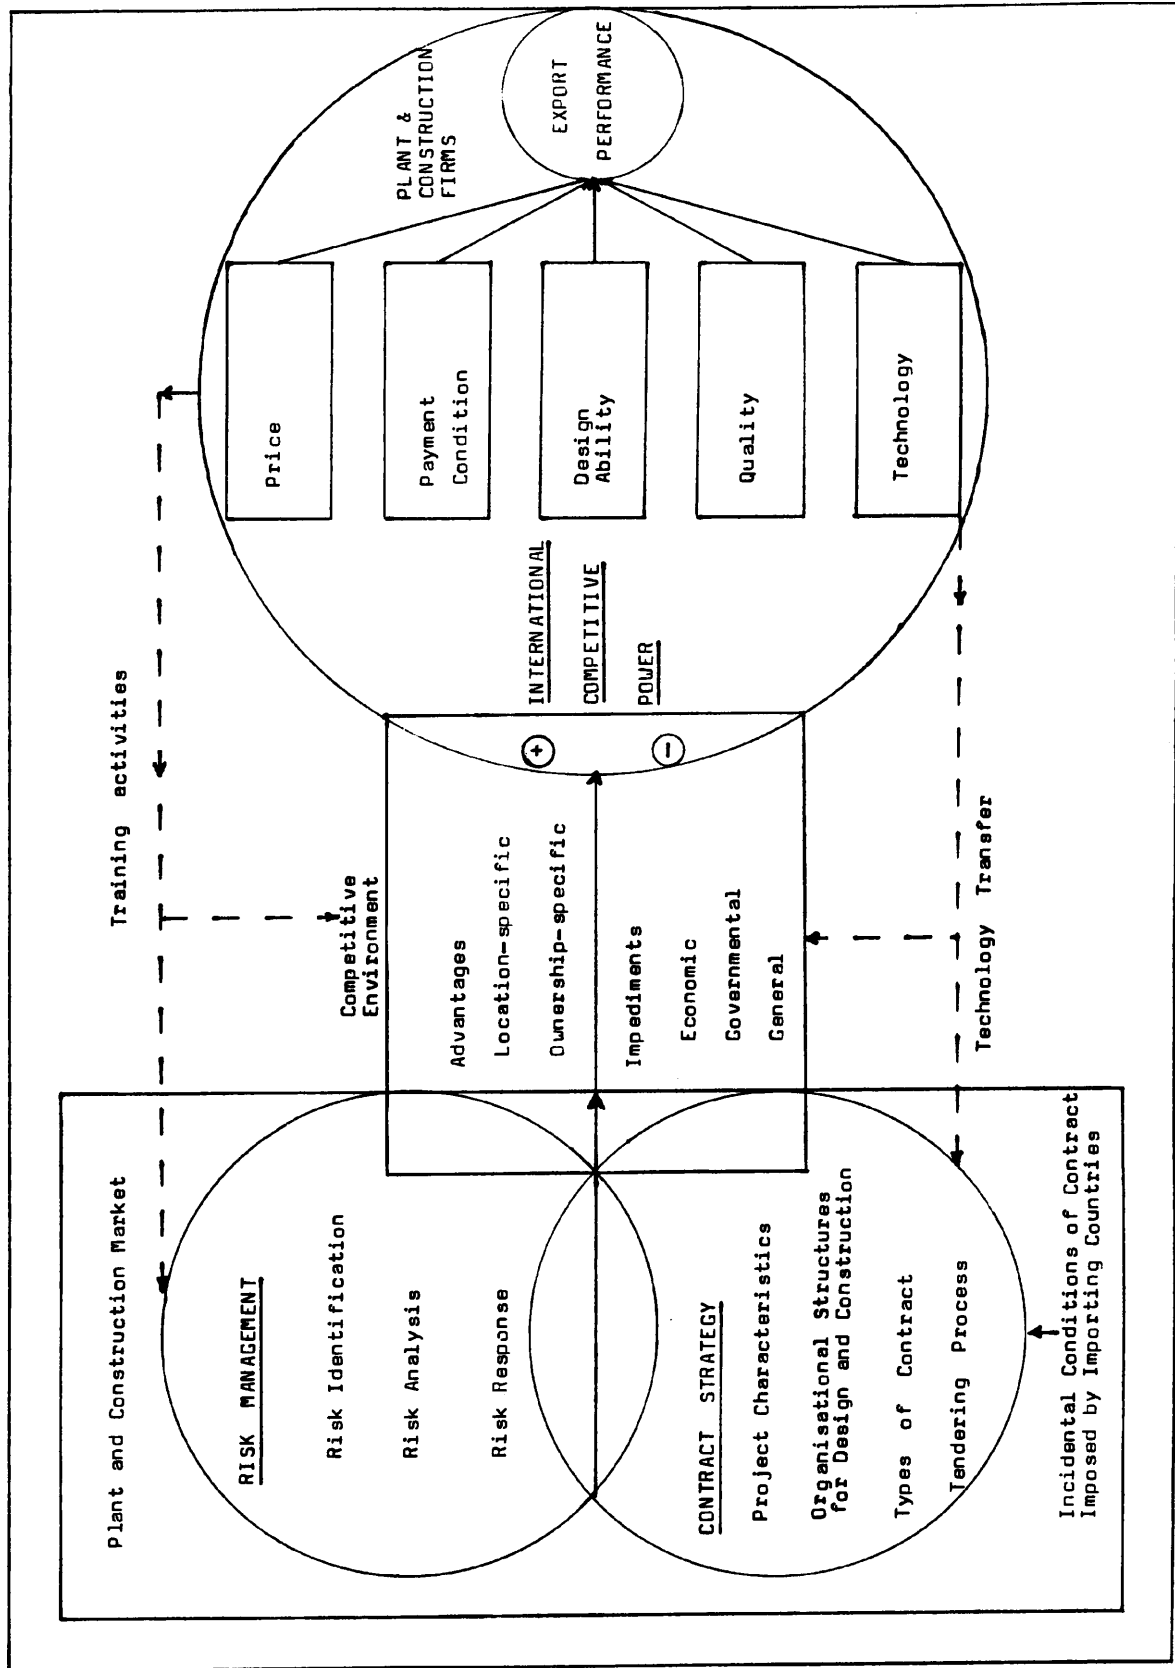 Plant and Construction Market
RISK MANAGEMENT
Risk Identification
Risk Analysis
Risk Response
CONTRACT STRATEGY
Project Characteristics
Organisational Structures
for Design and Construction
Types of Contract
Tendering Process
Incidental Conditions of Contract
Imposed by Importing Countries
Training activities
Competitive
Environment
Advantages
Location-specific
Ownership-specific
Impediments
Economic
Governmental
General
Technology Transfer
+
−
INTERNATIONAL
COMPETITIVE
POWER
Price
Payment
Condition
Design
Ability
Quality
Technology
PLANT &
CONSTRUCTION
FIRMS
EXPORT
PERFORMANCE